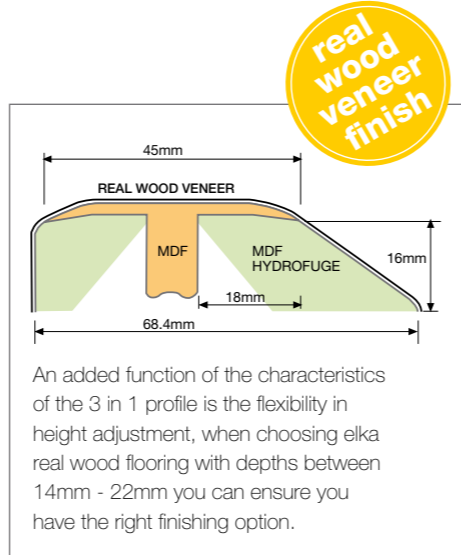 real
wood
veneer
finish
45mm
REAL WOOD VENEER
MDF
MDF
HYDROFUGE
16mm
18mm
68.4mm
An added function of the characteristics
of the 3 in 1 profile is the flexibility in
height adjustment, when choosing elka
real wood flooring with depths between
14mm - 22mm you can ensure you
have the right finishing option.